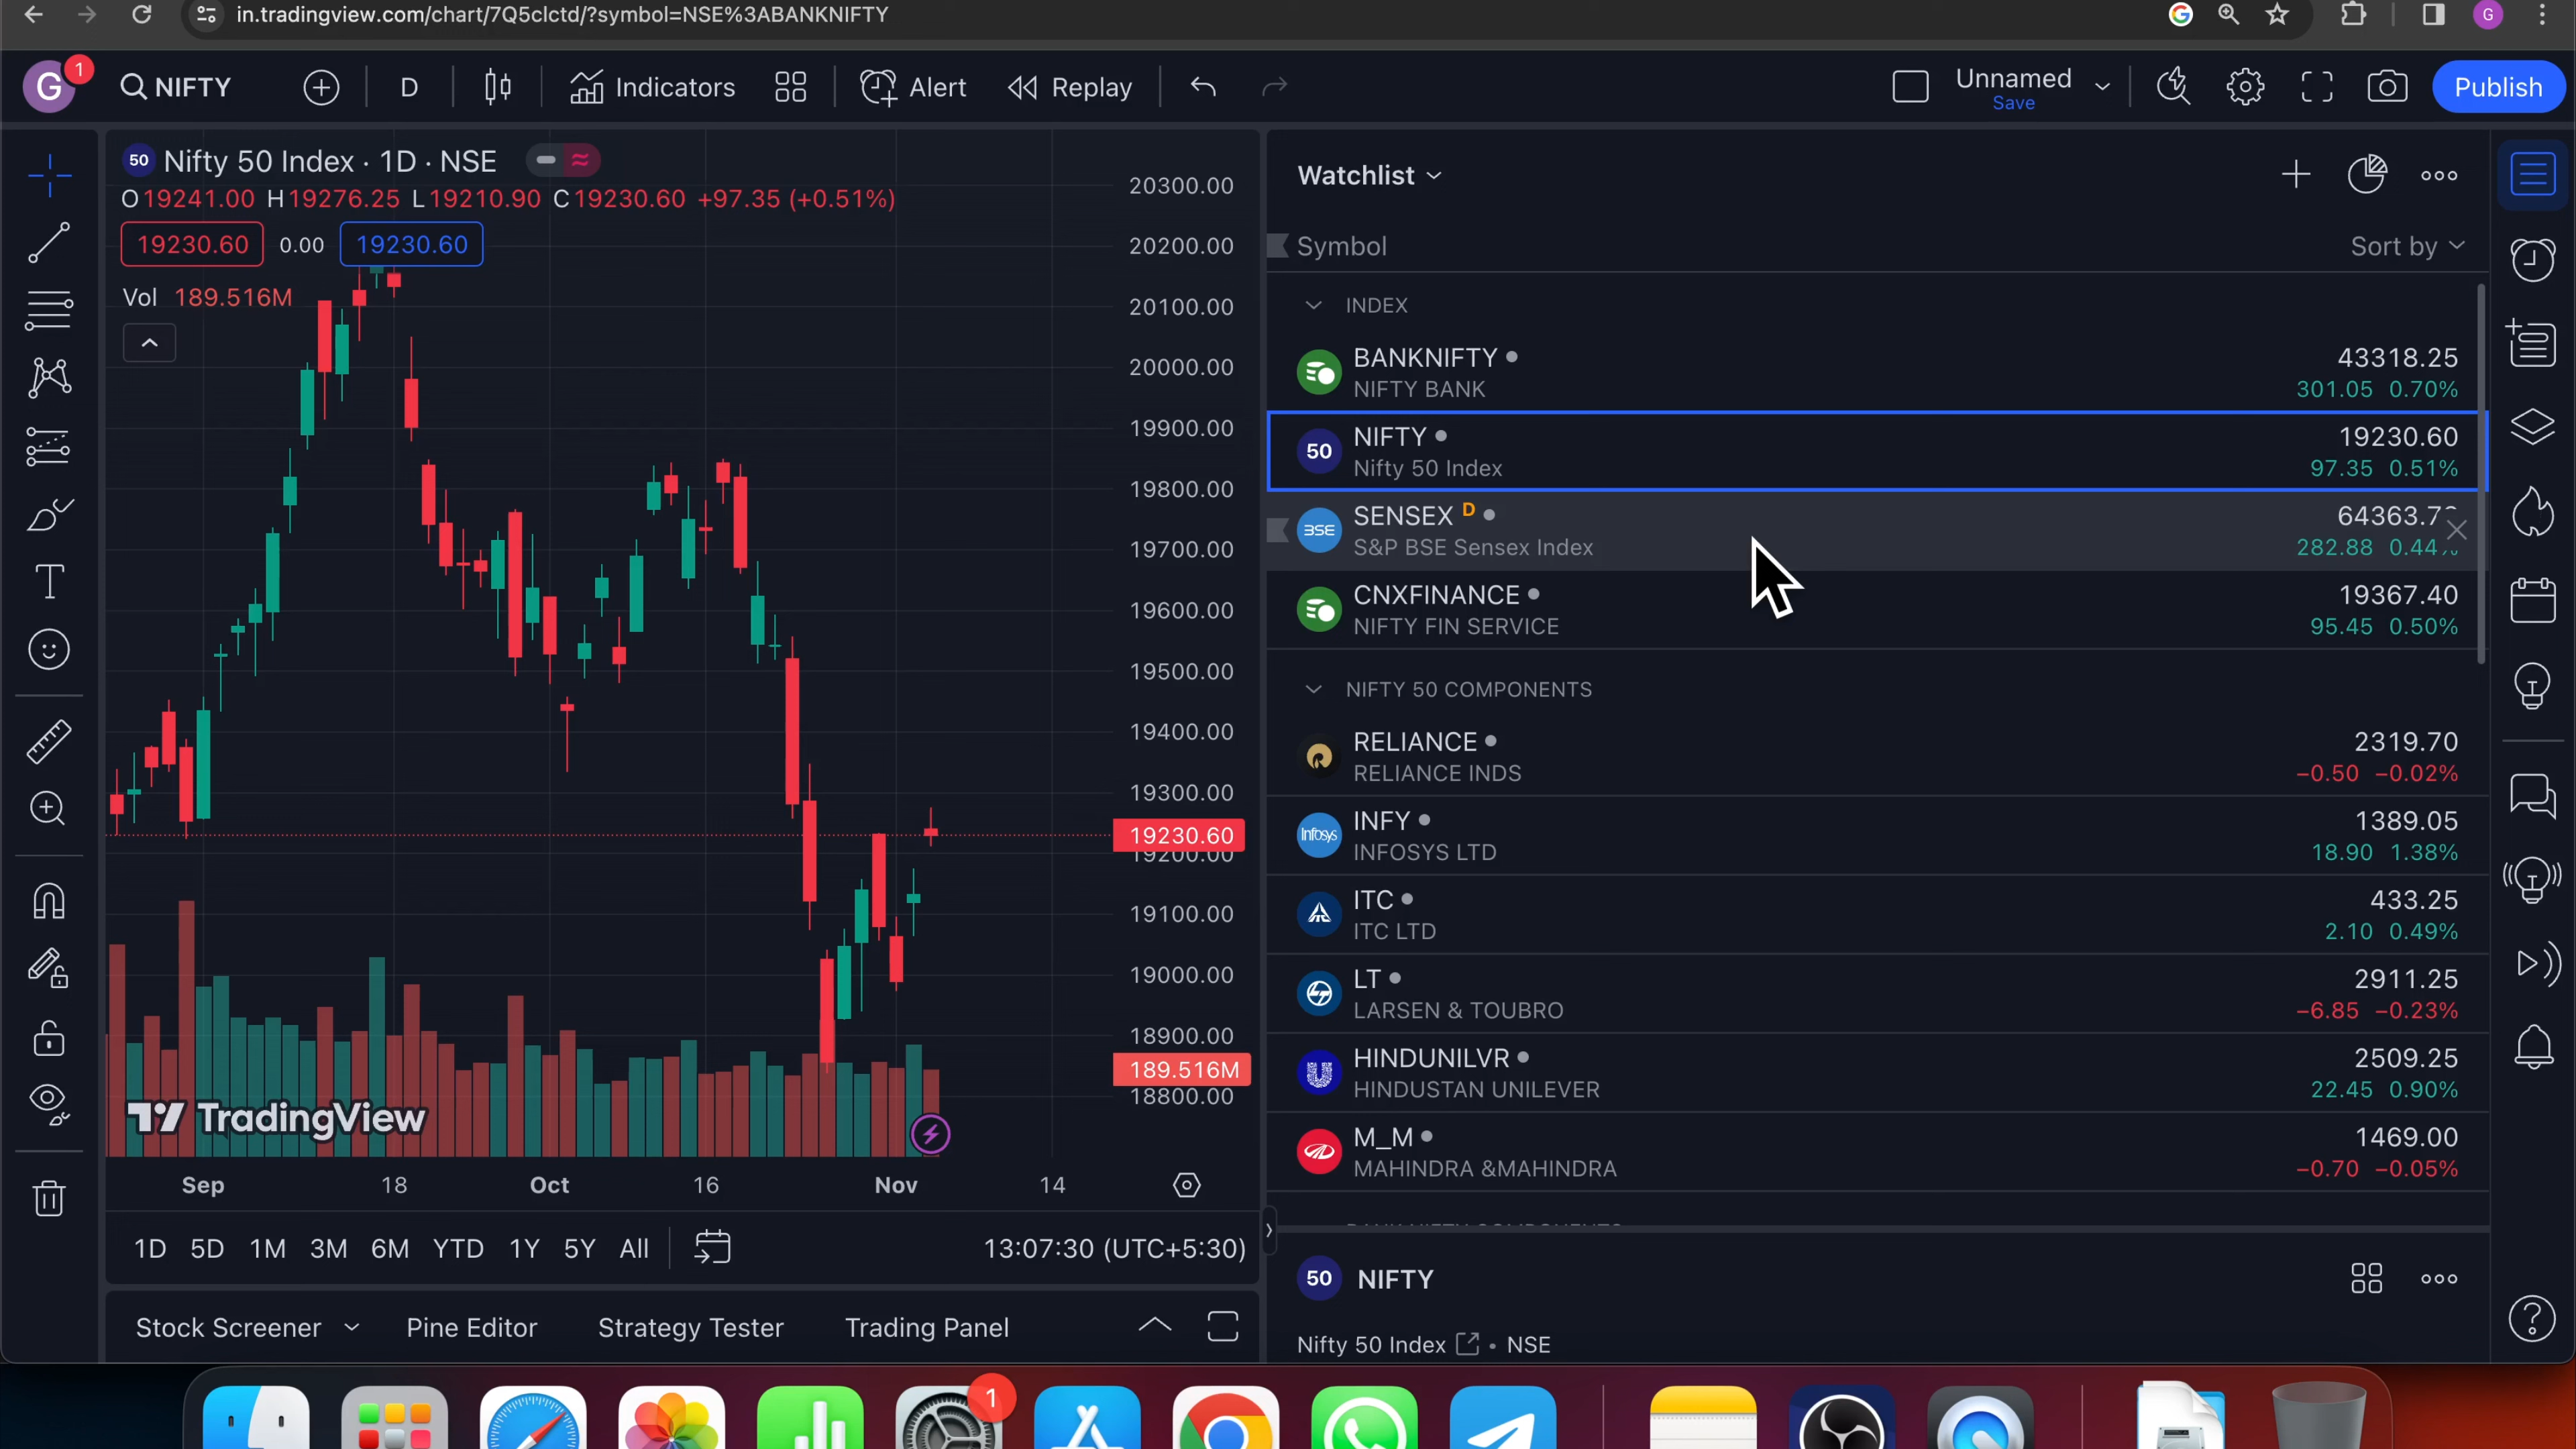 in.tradingview.com/chart/7Q5clctd/?symbol=NSE%3ABANKNIFTY
G
G 1 NIFTY D Indicators Alert Replay Unnamed Save Publish
50 Nifty 50 Index · 1D · NSE
O19241.00 H19276.25 L19210.90 C19230.60 +97.35 (+0.51%)
19230.60 0.00 19230.60
Vol 189.516M
20300.00
20200.00
20100.00
20000.00
19900.00
19800.00
19700.00
19600.00
19500.00
19400.00
19300.00
19230.60
19200.00
19100.00
19000.00
18900.00
189.516M
18800.00
TradingView
Sep 18 Oct 16 Nov 14
1D 5D 1M 3M 6M YTD 1Y 5Y All 13:07:30 (UTC+5:30)
Stock Screener Pine Editor Strategy Tester Trading Panel
Watchlist
Symbol Sort by
INDEX
BANKNIFTY 43318.25
NIFTY BANK 301.05 0.70%
50 NIFTY 19230.60
Nifty 50 Index 97.35 0.51%
BSE SENSEX D
S&P BSE Sensex Index 282.88
CNXFINANCE 19367.40
NIFTY FIN SERVICE 95.45 0.50%
NIFTY 50 COMPONENTS
RELIANCE 2319.70
RELIANCE INDS −0.50 −0.02%
Infosys INFY 1389.05
INFOSYS LTD 18.90 1.38%
ITC 433.25
ITC LTD 2.10 0.49%
LT 2911.25
LARSEN & TOUBRO −6.85 −0.23%
HINDUNILVR 2509.25
HINDUSTAN UNILEVER 22.45 0.90%
M_M 1469.00
MAHINDRA &MAHINDRA −0.70 −0.05%
50 NIFTY
Nifty 50 Index • NSE
1